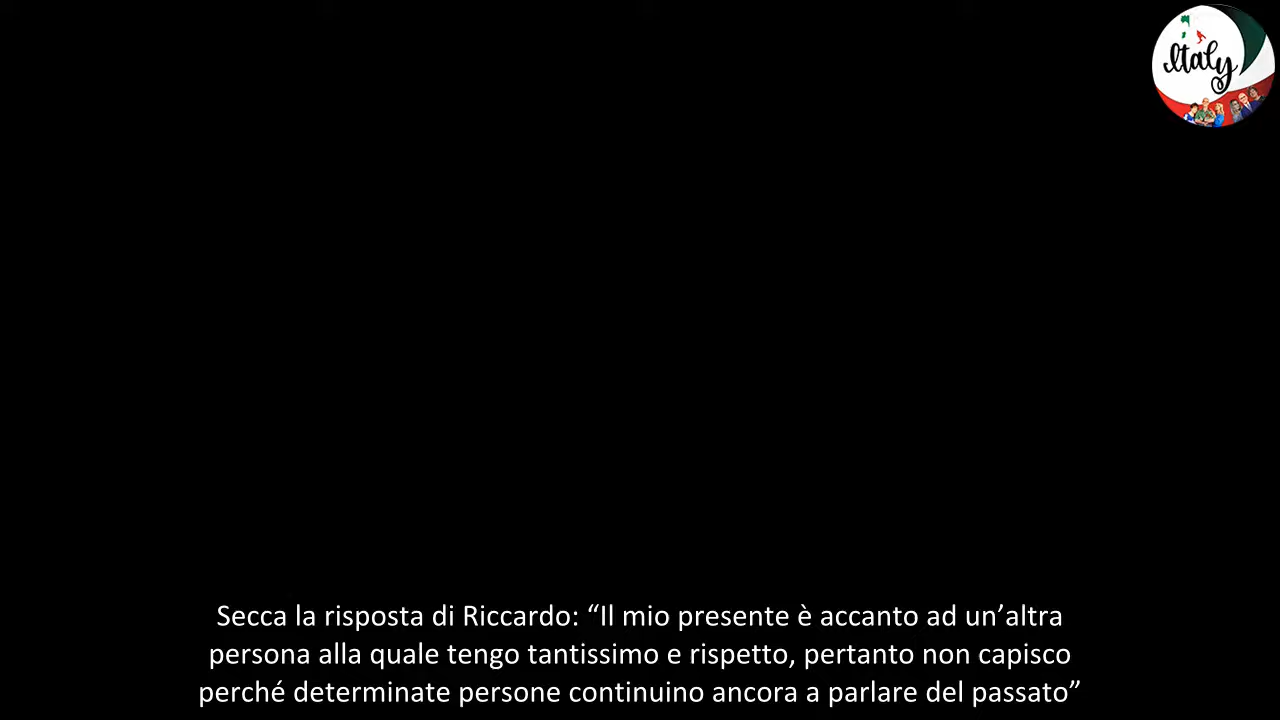 Italy
Secca la risposta di Riccardo: “Il mio presente è accanto ad un’altra
persona alla quale tengo tantissimo e rispetto, pertanto non capisco
perché determinate persone continuino ancora a parlare del passato”